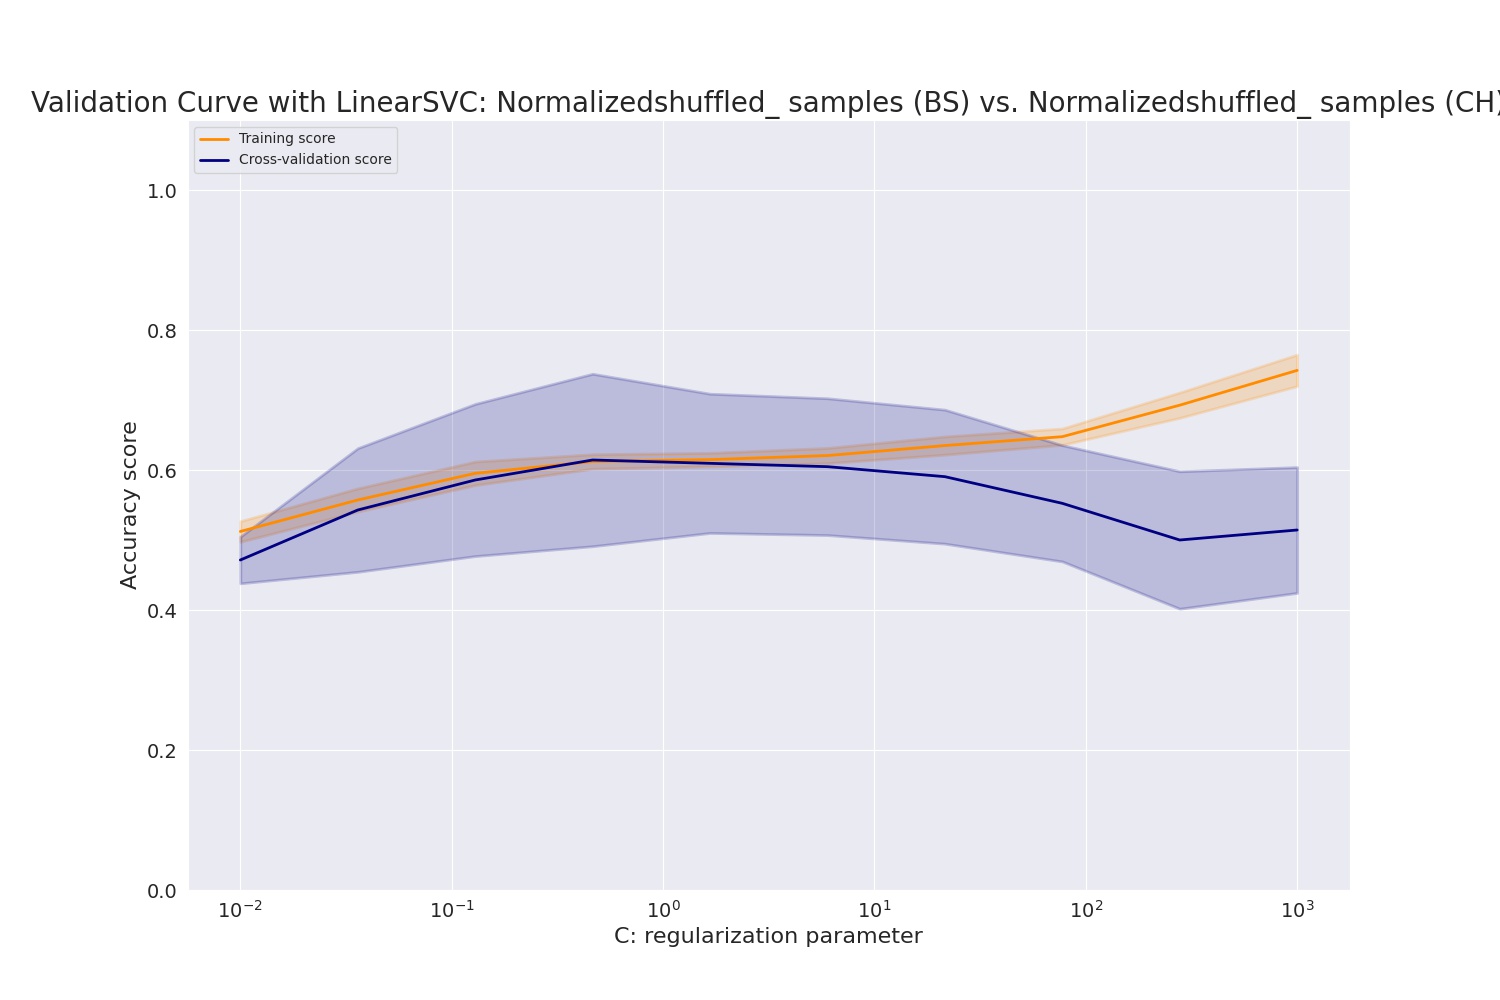 Validation Curve with LinearSVC: Normalizedshuffled_ samples (BS) vs. Normalizedshuffled_ samples (CH)
Training score
Cross-validation score
1.0
0.8
0.6
0.4
0.2
0.0
Accuracy score
10⁻² 10⁻¹ 10⁰ 10¹ 10² 10³
C: regularization parameter